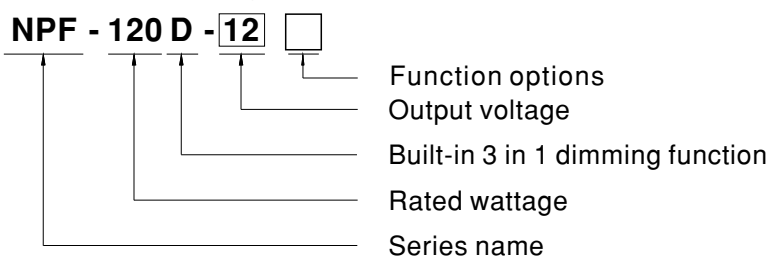 NPF - 120 D - 12
Function options
Output voltage
Built-in 3 in 1 dimming function
Rated wattage
Series name